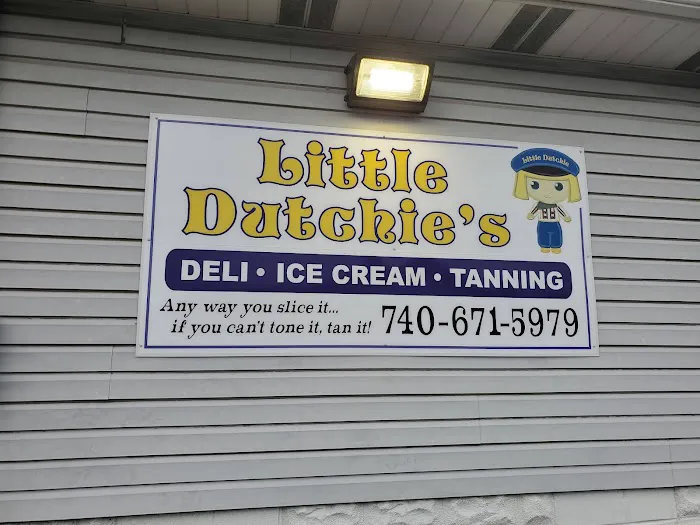 Little
Dutchie's
Little Dutchie
DELI • ICE CREAM • TANNING
Any way you slice it...
if you can't tone it, tan it!
740-671-5979